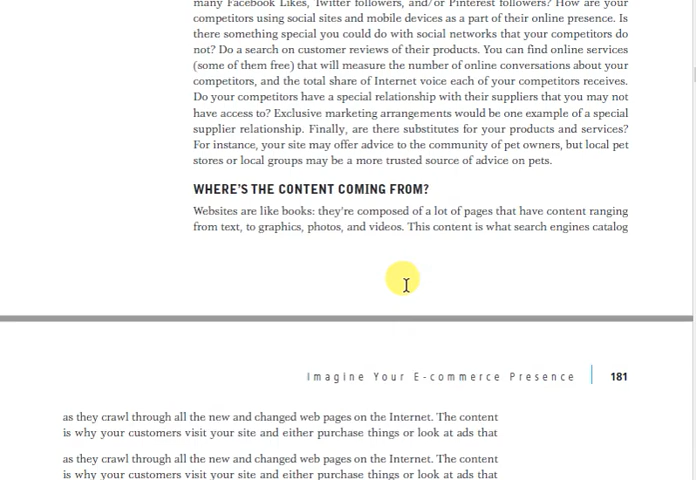 many Facebook Likes, Twitter followers, and/or Pinterest followers? How are your
competitors using social sites and mobile devices as a part of their online presence. Is
there something special you could do with social networks that your competitors do
not? Do a search on customer reviews of their products. You can find online services
(some of them free) that will measure the number of online conversations about your
competitors, and the total share of Internet voice each of your competitors receives.
Do your competitors have a special relationship with their suppliers that you may not
have access to? Exclusive marketing arrangements would be one example of a special
supplier relationship. Finally, are there substitutes for your products and services?
For instance, your site may offer advice to the community of pet owners, but local pet
stores or local groups may be a more trusted source of advice on pets.
WHERE'S THE CONTENT COMING FROM?
Websites are like books: they're composed of a lot of pages that have content ranging
from text, to graphics, photos, and videos. This content is what search engines catalog
Imagine Your E-commerce Presence 181
as they crawl through all the new and changed web pages on the Internet. The content
is why your customers visit your site and either purchase things or look at ads that
as they crawl through all the new and changed web pages on the Internet. The content
is why your customers visit your site and either purchase things or look at ads that